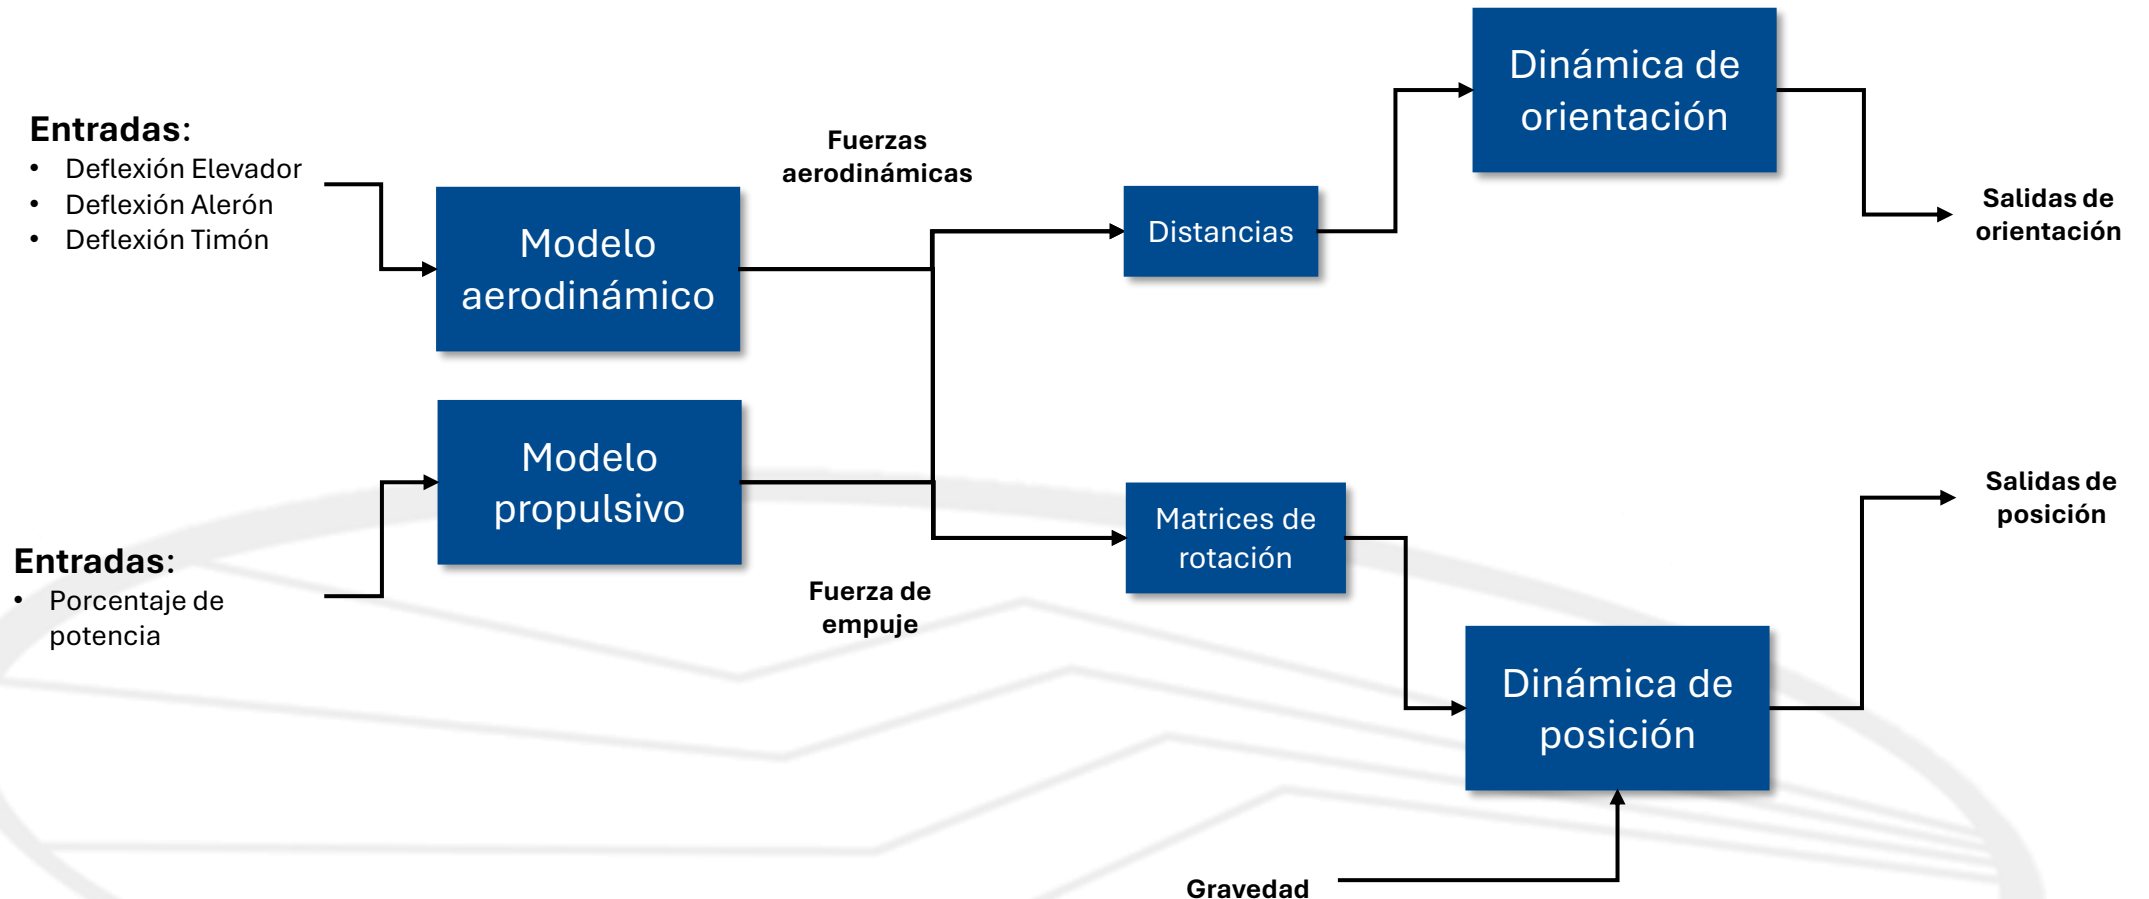 Entradas:
• Deflexión Elevador
• Deflexión Alerón
• Deflexión Timón
Modelo
aerodinámico
Fuerzas
aerodinámicas
Distancias
Dinámica de
orientación
Salidas de
orientación
Entradas:
• Porcentaje de
potencia
Modelo
propulsivo
Fuerza de
empuje
Matrices de
rotación
Dinámica de
posición
Salidas de
posición
Gravedad